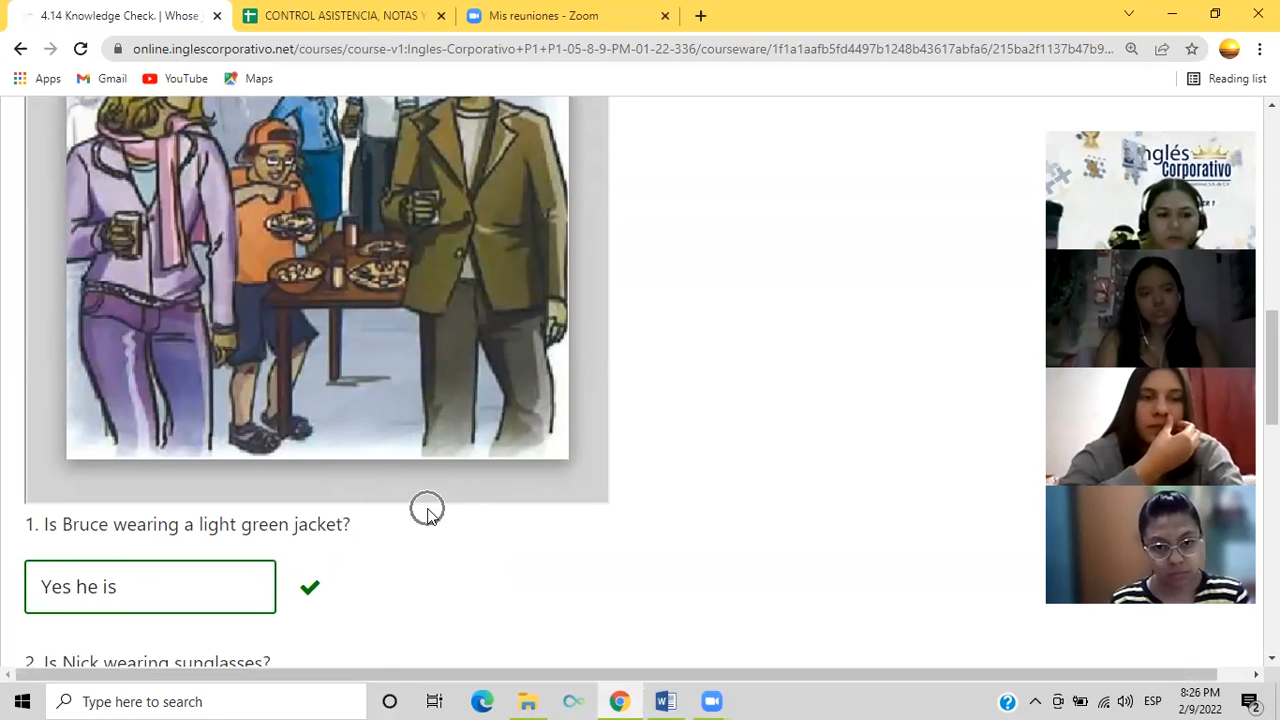 4.14 Knowledge Check. | Whose
CONTROL ASISTENCIA, NOTAS Y
Mis reuniones - Zoom
online.inglescorporativo.net/courses/course-v1:Ingles-Corporativo+P1+P1-05-8-9-PM-01-22-336/courseware/1f1a1aafb5fd4497b1248b43617abfa6/215ba2f1137b47b9...
Apps
Gmail
YouTube
Maps
Reading list
Inglés
Corporativo
1. Is Bruce wearing a light green jacket?
Yes he is
2. Is Nick wearing sunglasses?
Type here to search
ESP
8:26 PM
2/9/2022
2